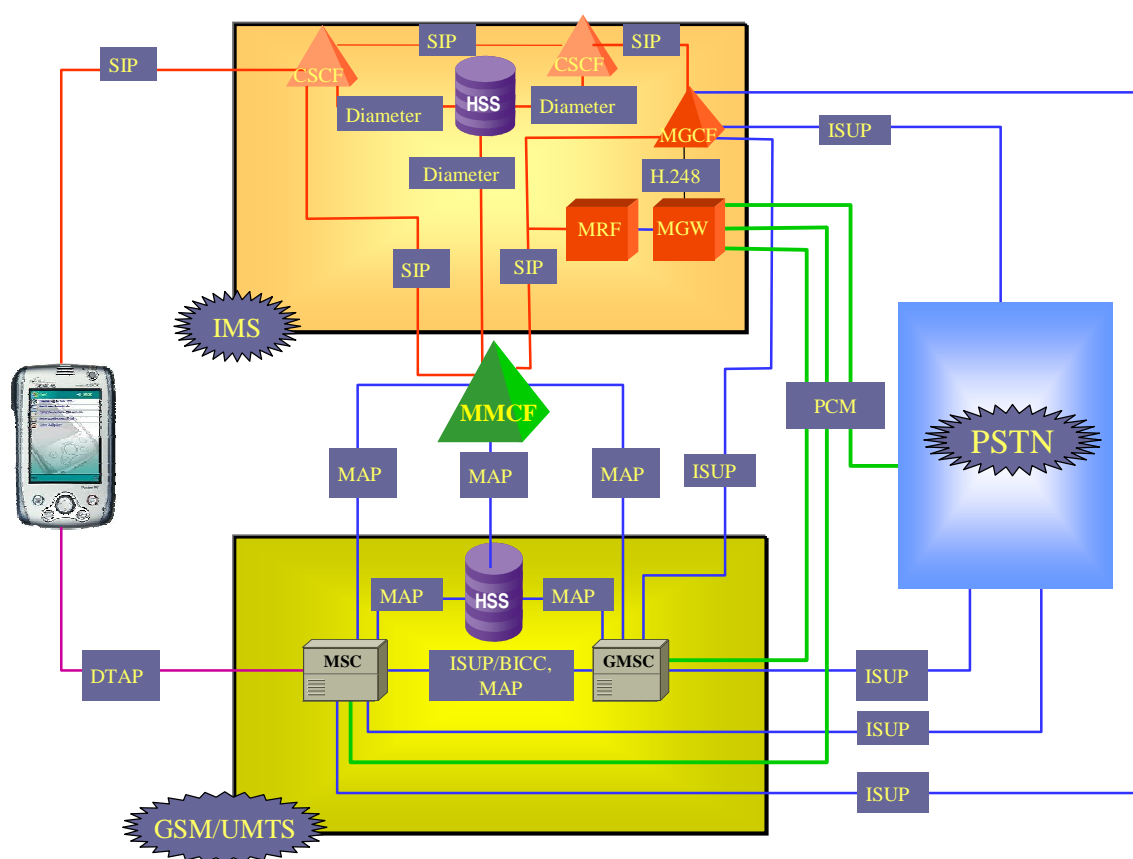 SIP
SIP
SIP
CSCF
CSCF
HSS
Diameter
Diameter
MGCF
ISUP
Diameter
H.248
MRF
MGW
SIP
SIP
IMS
MMCF
PCM
PSTN
MAP
MAP
MAP
ISUP
HSS
MAP
MAP
MSC
ISUP/BICC,
MAP
GMSC
DTAP
ISUP
ISUP
ISUP
GSM/UMTS